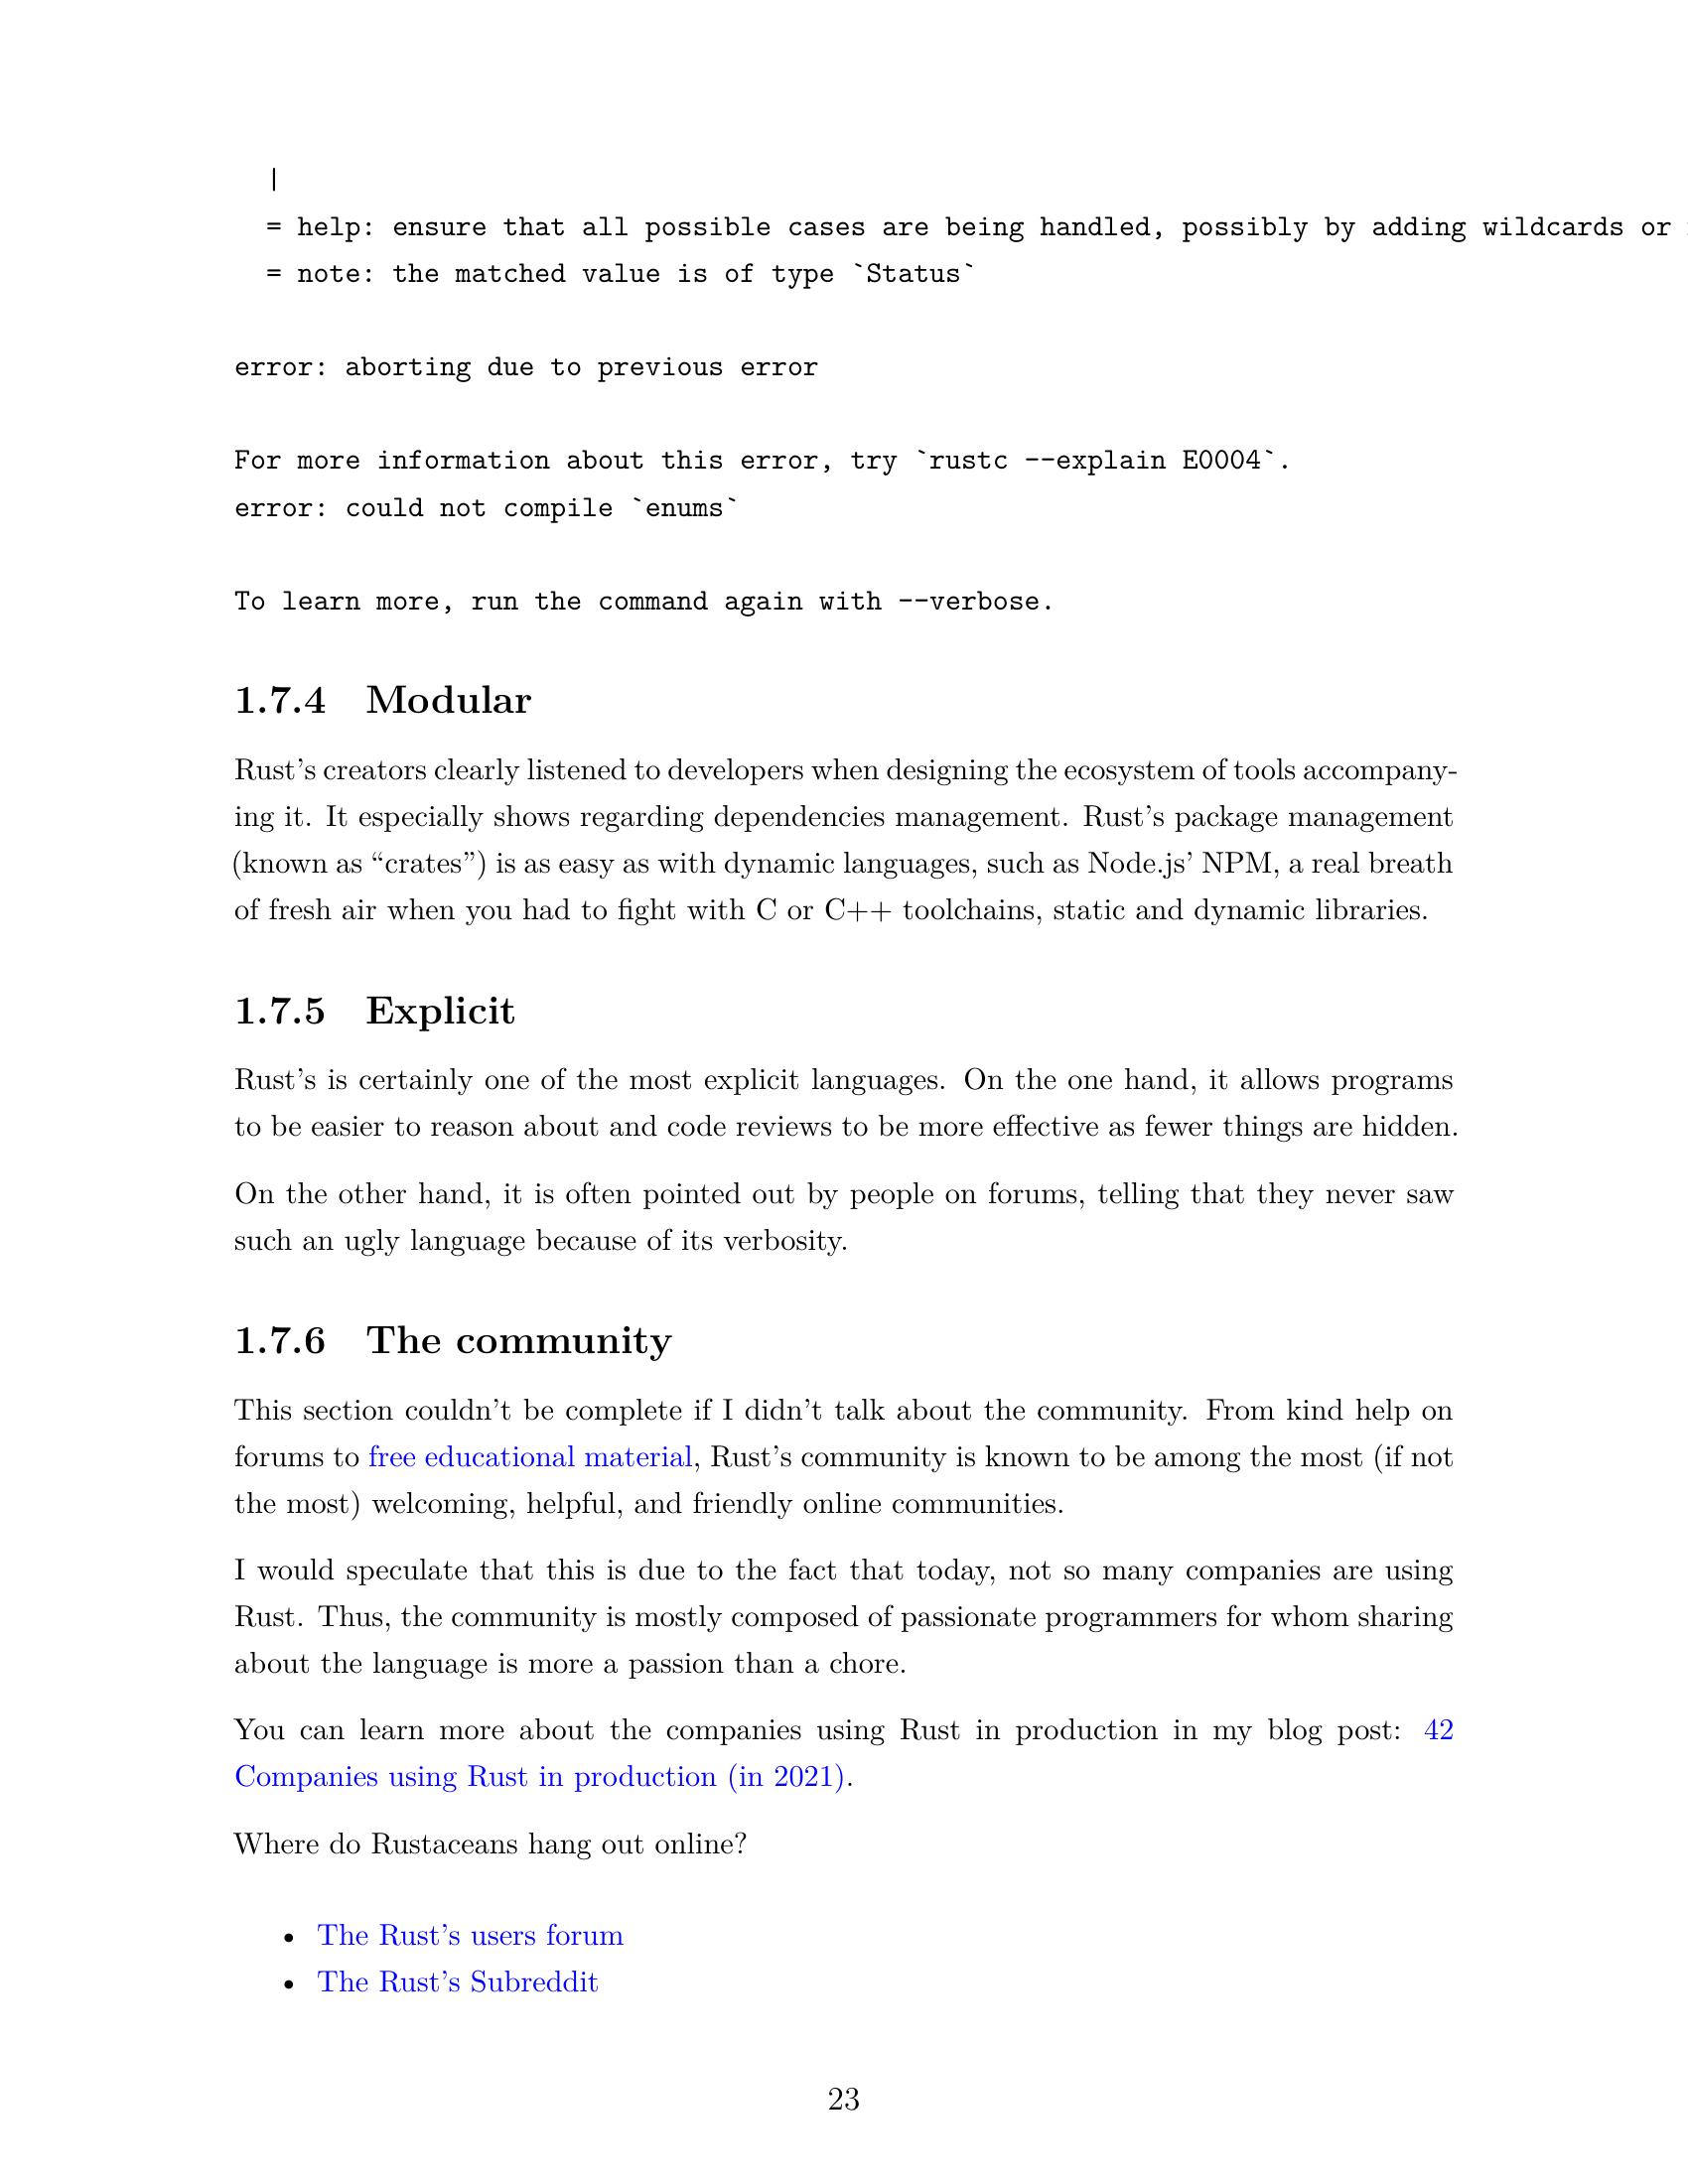 |
= help: ensure that all possible cases are being handled, possibly by adding wildcards or
= note: the matched value is of type `Status`
error: aborting due to previous error
For more information about this error, try `rustc --explain E0004`.
error: could not compile `enums`
To learn more, run the command again with --verbose.
1.7.4 Modular
Rust’s creators clearly listened to developers when designing the ecosystem of tools accompany-
ing it. It especially shows regarding dependencies management. Rust’s package management
(known as “crates”) is as easy as with dynamic languages, such as Node.js’ NPM, a real breath
of fresh air when you had to fight with C or C++ toolchains, static and dynamic libraries.
1.7.5 Explicit
Rust’s is certainly one of the most explicit languages. On the one hand, it allows programs
to be easier to reason about and code reviews to be more effective as fewer things are hidden.
On the other hand, it is often pointed out by people on forums, telling that they never saw
such an ugly language because of its verbosity.
1.7.6 The community
This section couldn’t be complete if I didn’t talk about the community. From kind help on
forums to free educational material, Rust’s community is known to be among the most (if not
the most) welcoming, helpful, and friendly online communities.
I would speculate that this is due to the fact that today, not so many companies are using
Rust. Thus, the community is mostly composed of passionate programmers for whom sharing
about the language is more a passion than a chore.
You can learn more about the companies using Rust in production in my blog post: 42
Companies using Rust in production (in 2021).
Where do Rustaceans hang out online?
• The Rust’s users forum
• The Rust’s Subreddit
23